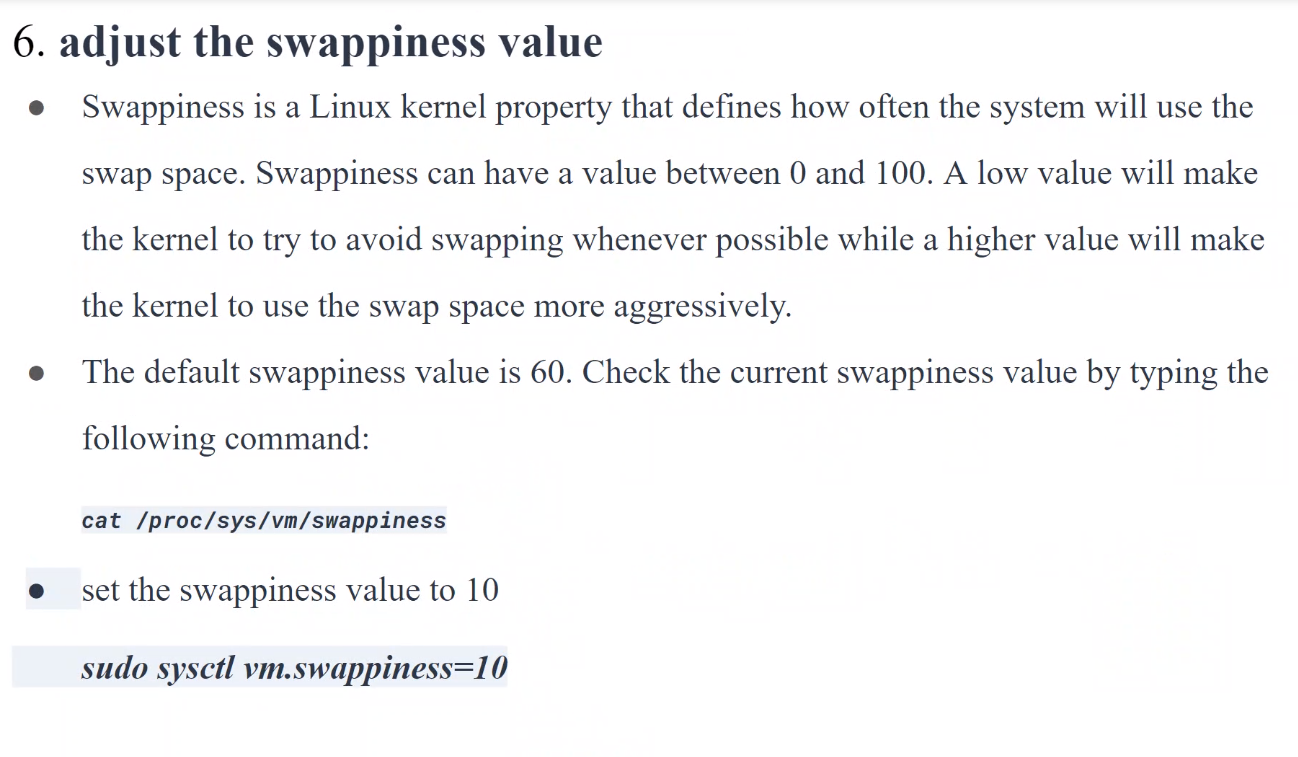 6. adjust the swappiness value
● Swappiness is a Linux kernel property that defines how often the system will use the
swap space. Swappiness can have a value between 0 and 100. A low value will make
the kernel to try to avoid swapping whenever possible while a higher value will make
the kernel to use the swap space more aggressively.
● The default swappiness value is 60. Check the current swappiness value by typing the
following command:
cat /proc/sys/vm/swappiness
● set the swappiness value to 10
sudo sysctl vm.swappiness=10